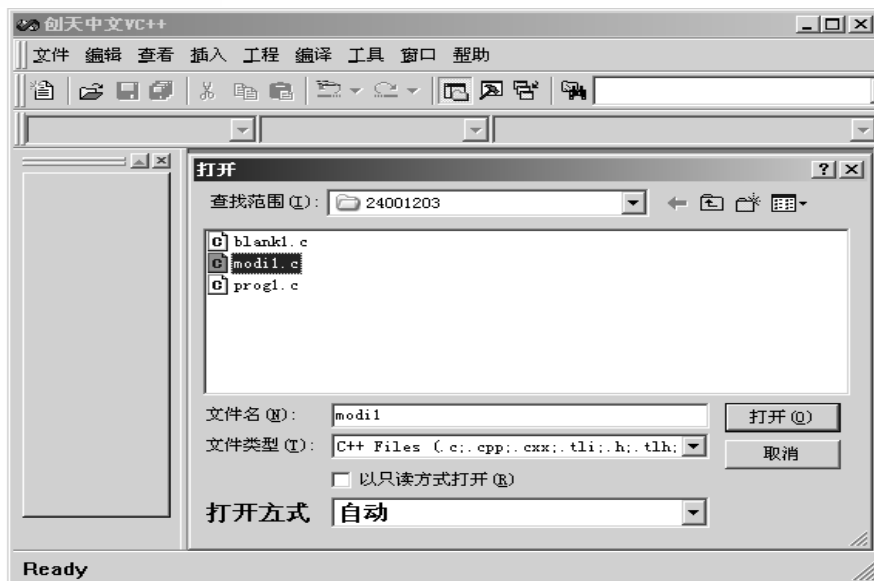 创天中文VC++
文件 编辑 查看 插入 工程 编译 工具 窗口 帮助
打开
查找范围(I): 24001203
blank1.c
modi1.c
prog1.c
文件名(N): modi1 打开(O)
文件类型(T): C++ Files (.c;.cpp;.cxx;.tli;.h;.tlh; 取消
以只读方式打开(R)
打开方式 自动
Ready